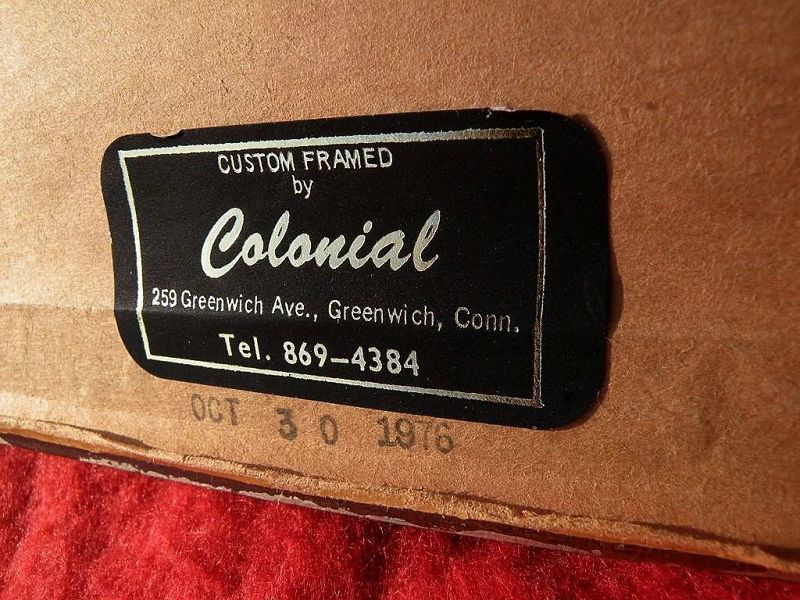 CUSTOM FRAMED
by
Colonial
259 Greenwich Ave., Greenwich, Conn.
Tel. 869-4384
OCT 30 1976